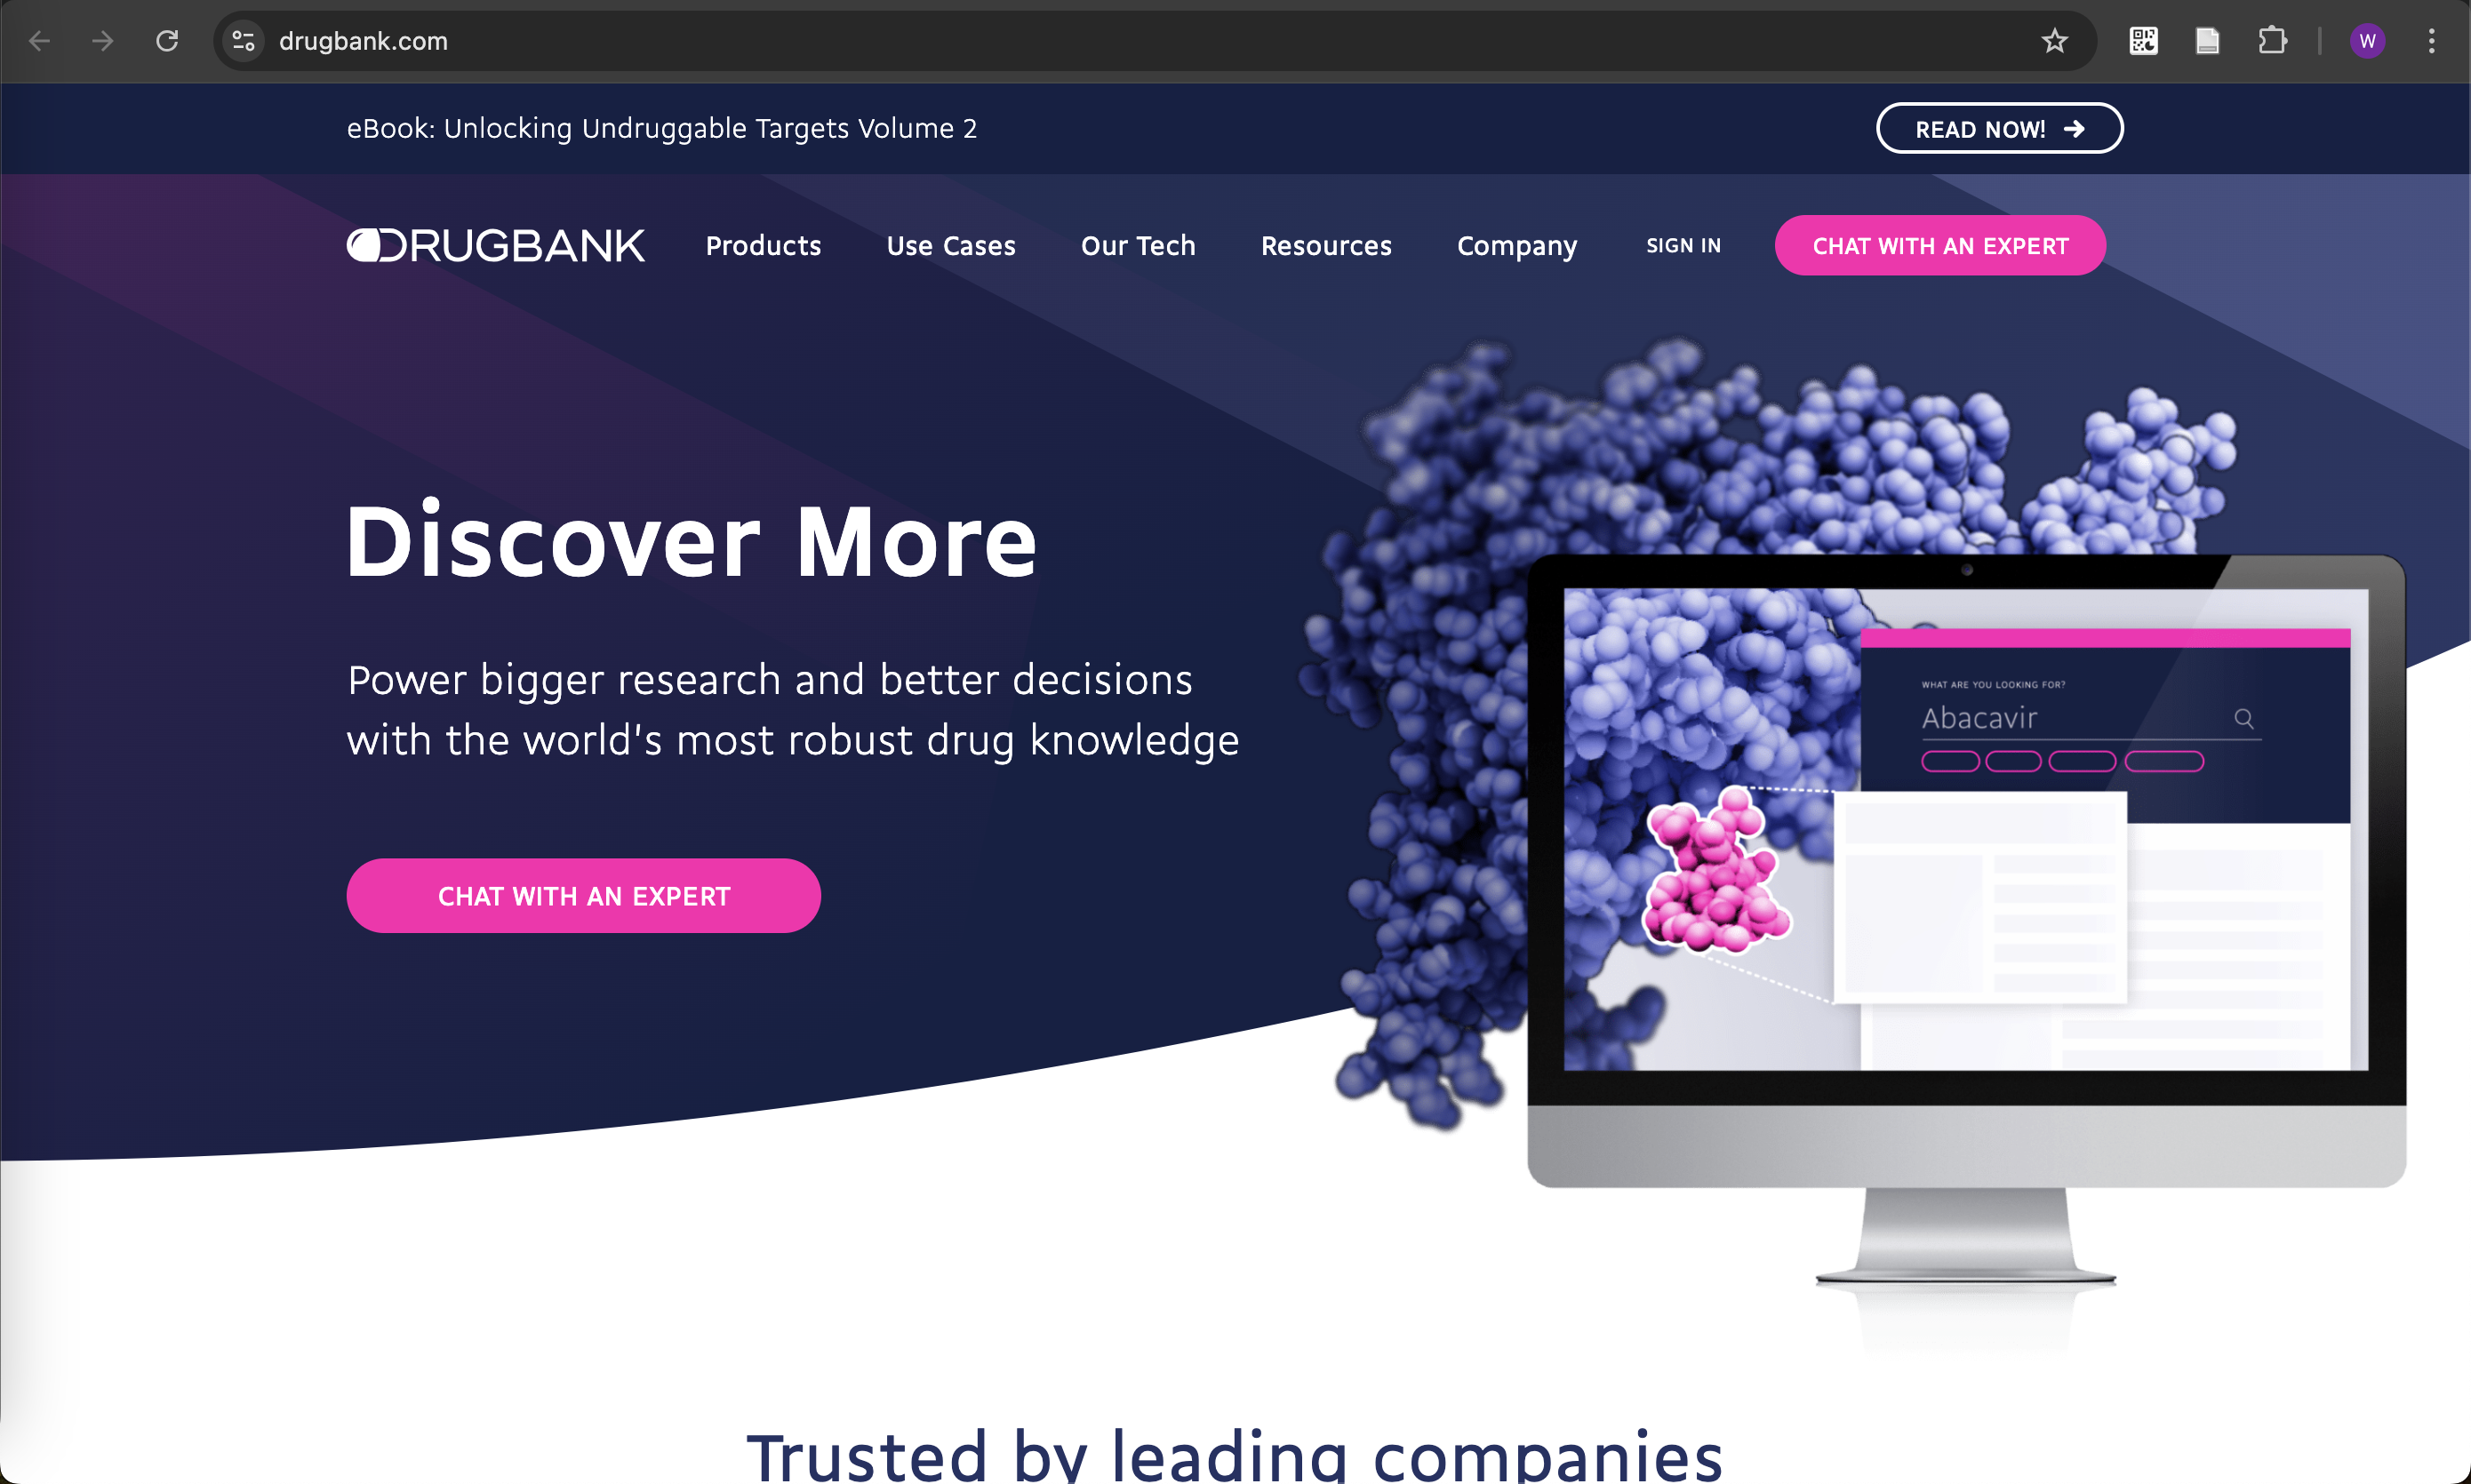 drugbank.com
W
eBook: Unlocking Undruggable Targets Volume 2
READ NOW!
DRUGBANK
Products
Use Cases
Our Tech
Resources
Company
SIGN IN
CHAT WITH AN EXPERT
Discover More
Power bigger research and better decisions
with the world's most robust drug knowledge
CHAT WITH AN EXPERT
WHAT ARE YOU LOOKING FOR?
Abacavir
Trusted by leading companies